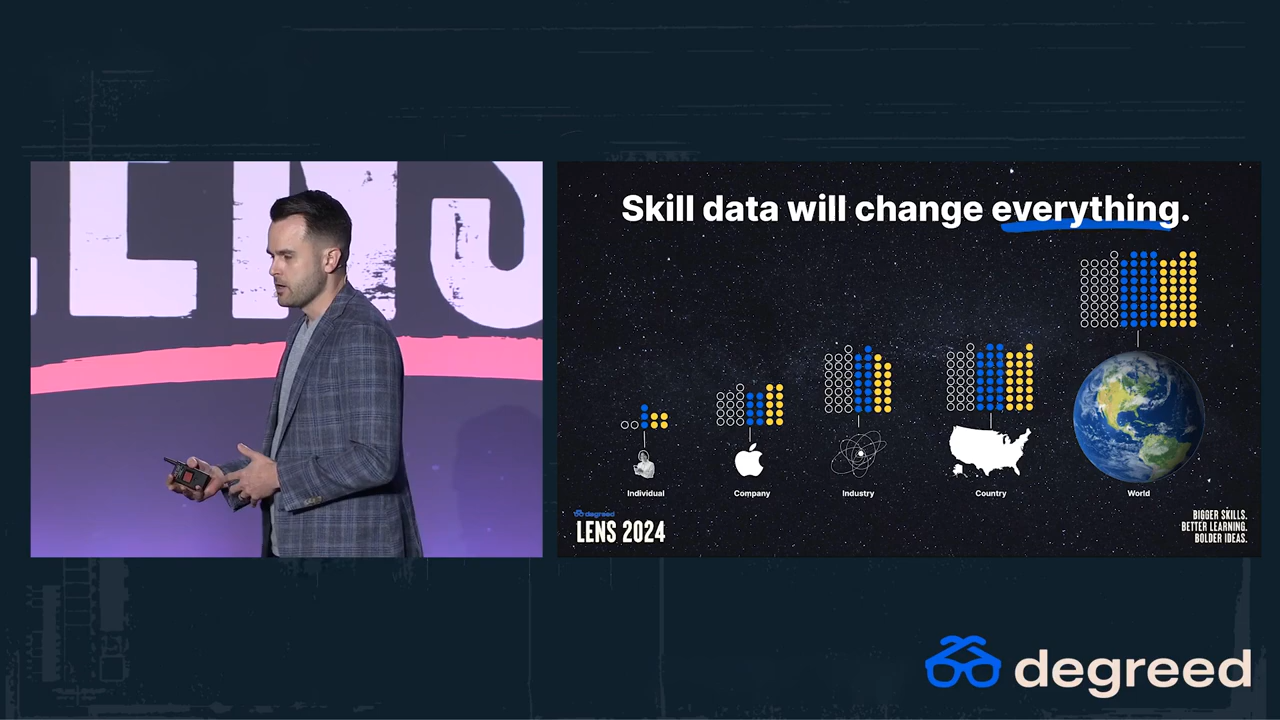 LENS
Skill data will change everything.
Individual
Company
Industry
Country
World
degreed
LENS 2024
BIGGER SKILLS.
BETTER LEARNING.
BOLDER IDEAS.
degreed